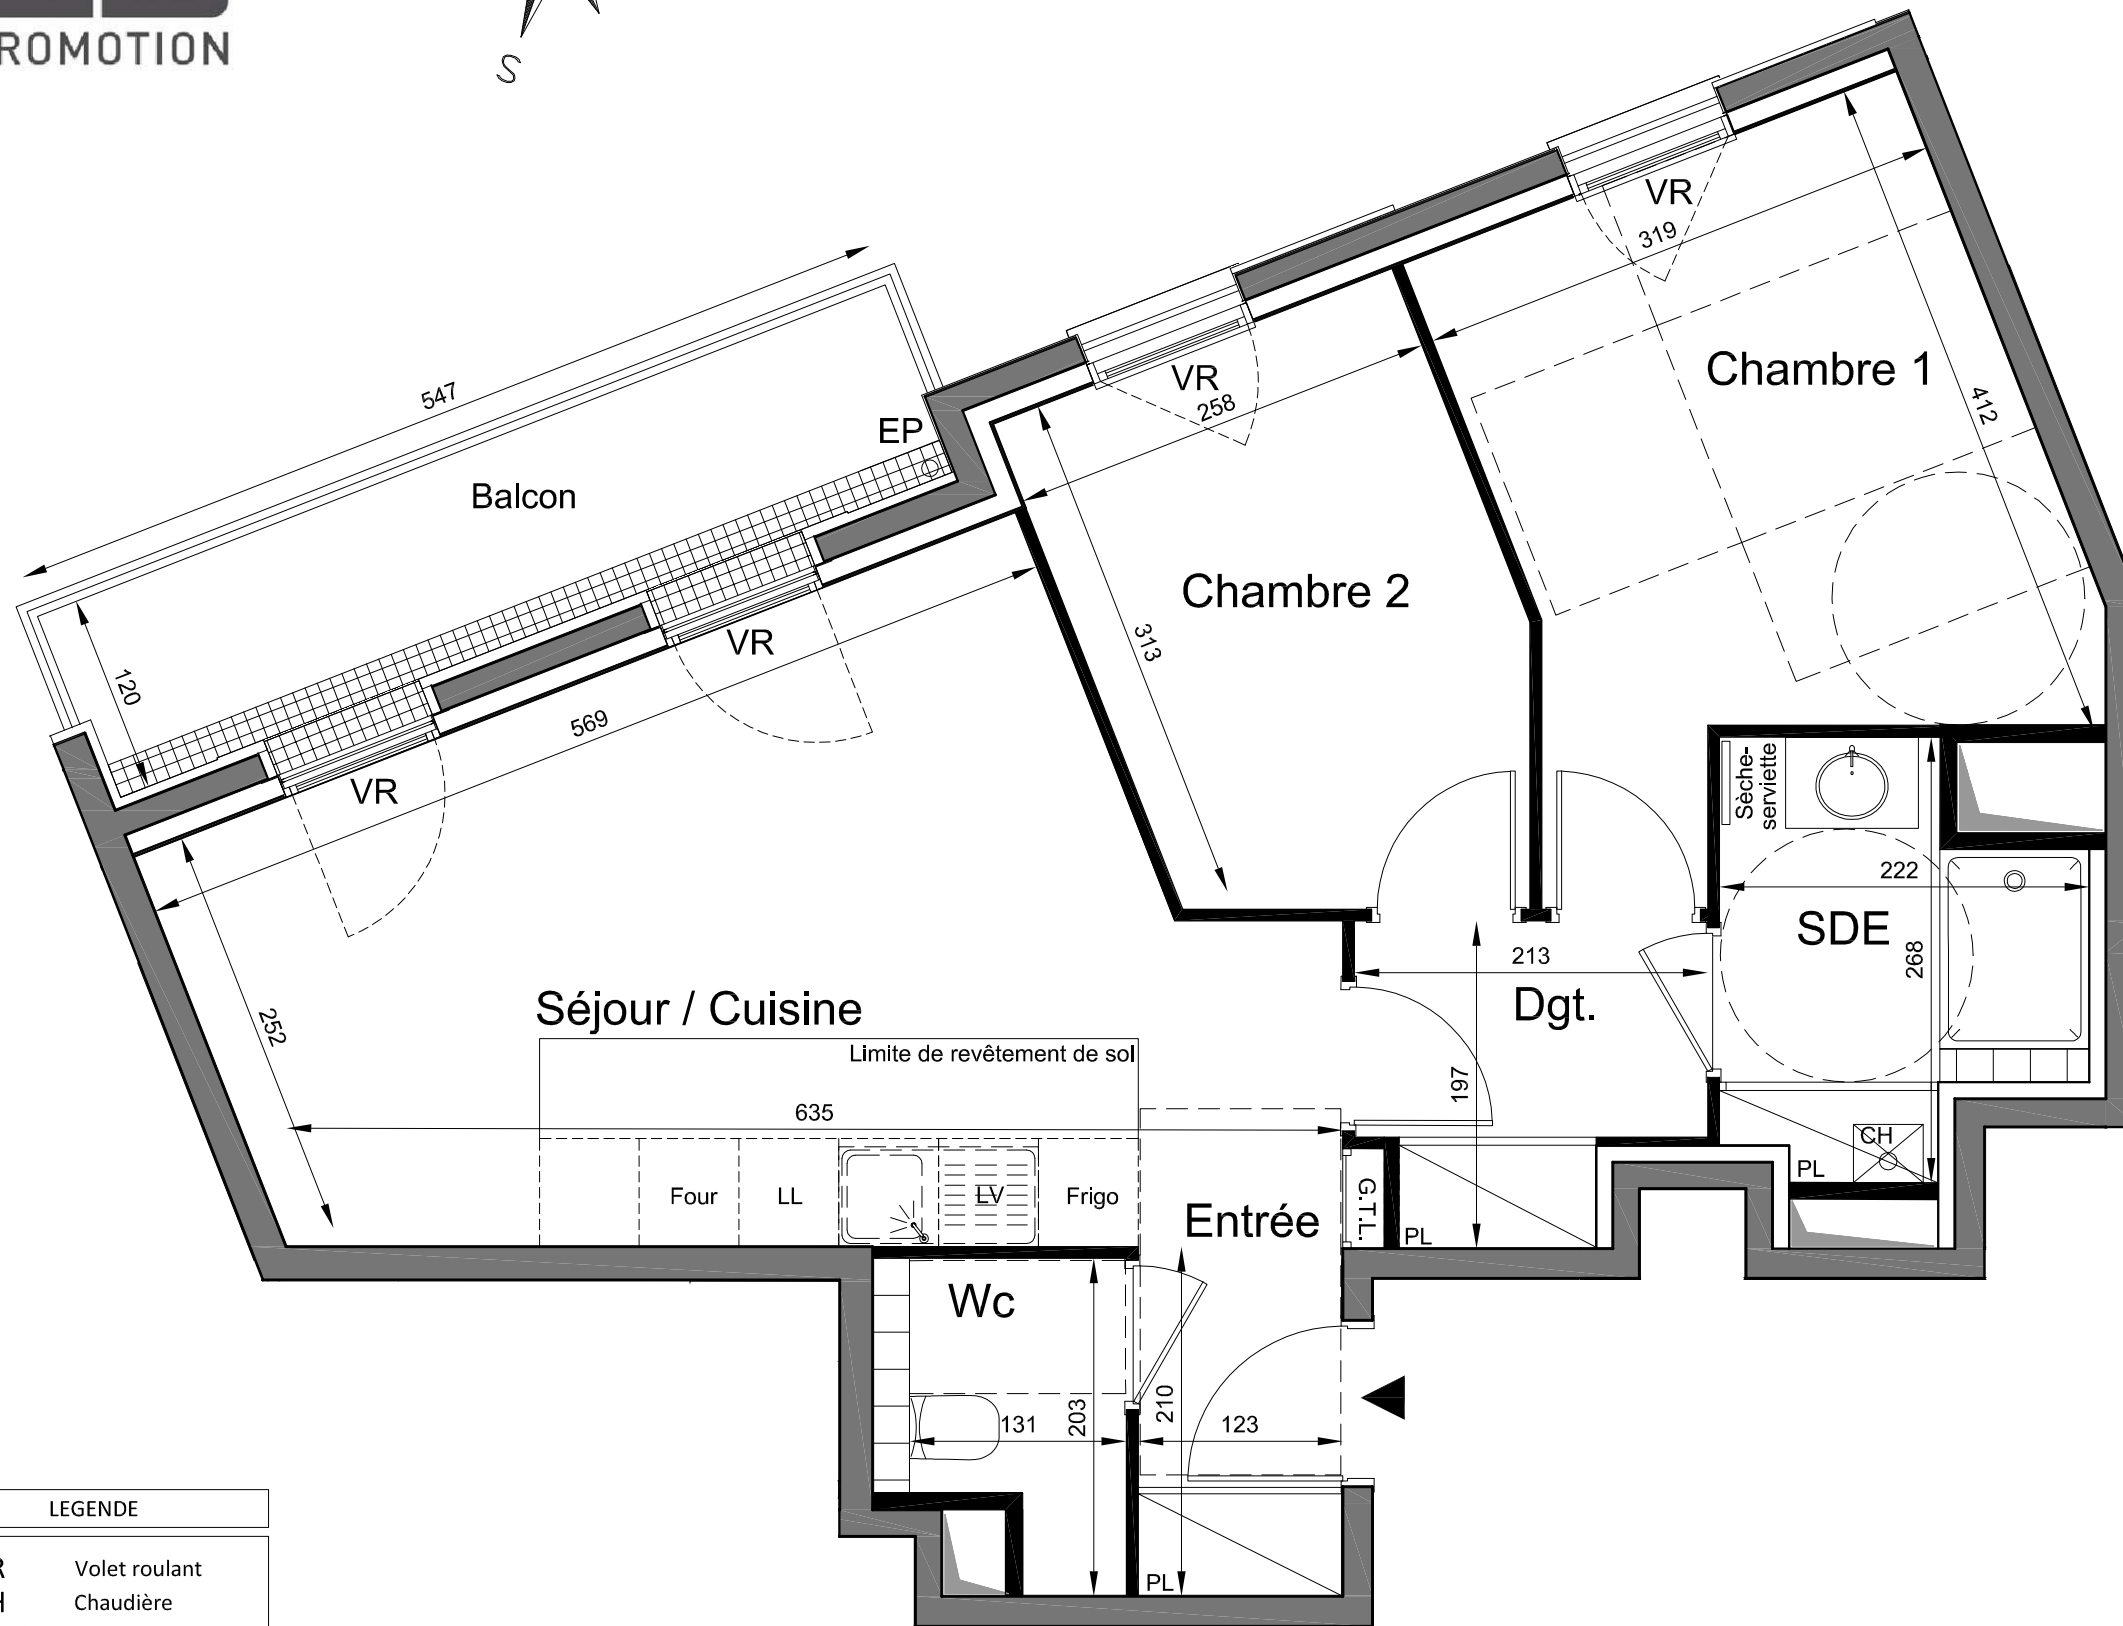 ROMOTION
S
VR
319
Chambre 1
412
547
VR
258
EP
Balcon
Chambre 2
313
VR
120
569
VR
Sèche-
serviette
222
SDE
268
213
Dgt.
252
Séjour / Cuisine
Limite de revêtement de sol
197
635
CH
PL
Four
LL
LV
Frigo
Entrée
G.T.L.
PL
Wc
131
203
210
123
PL
LEGENDE
R
Volet roulant
H
Chaudière